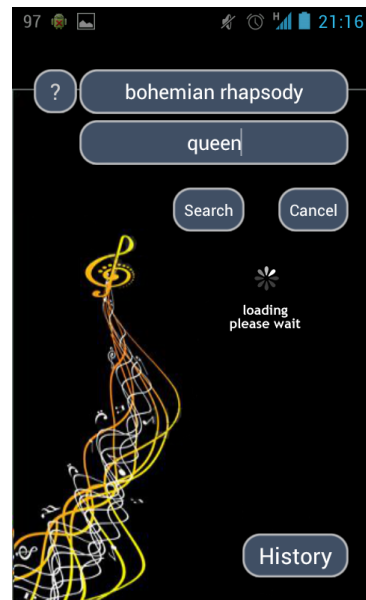 97 H 21:16
? bohemian rhapsody
queen
Search Cancel
loading
please wait
History